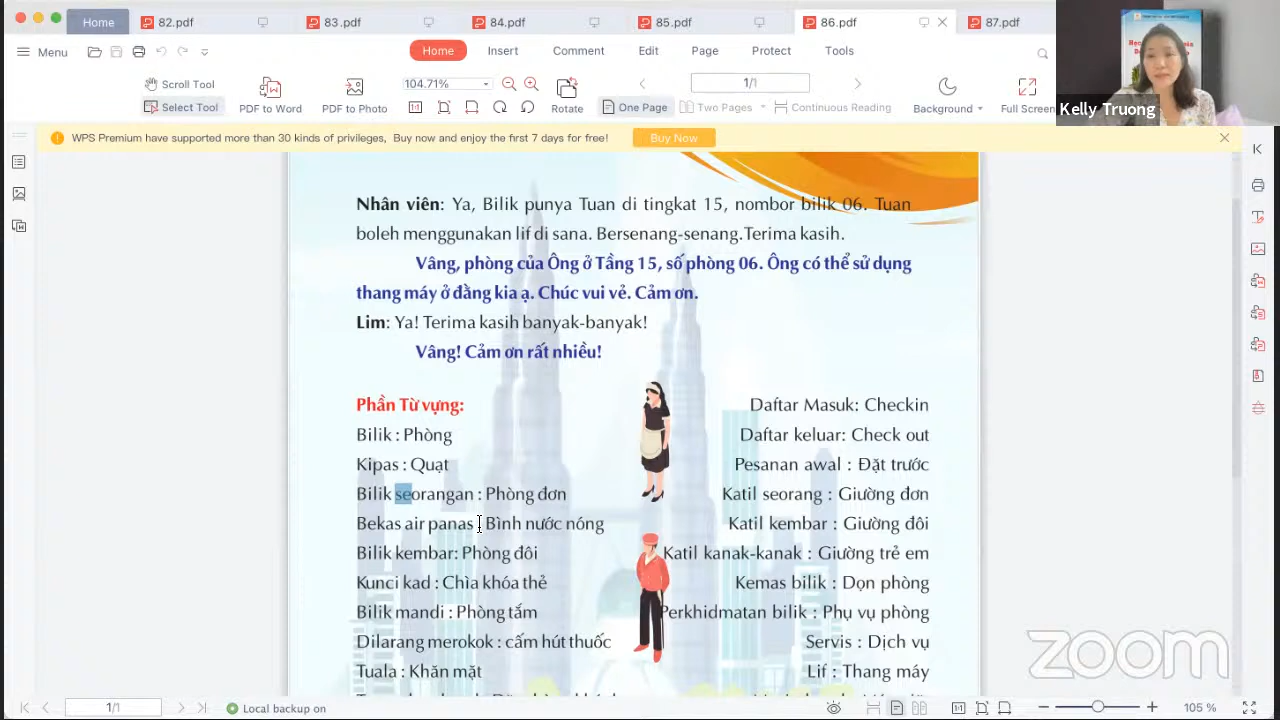 Home
82.pdf
83.pdf
84.pdf
85.pdf
86.pdf
87.pdf
Menu
Home
Insert
Comment
Edit
Page
Protect
Tools
Scroll Tool
Select Tool
PDF to Word
PDF to Photo
104.71%
Rotate
1/1
One Page
Two Pages
Continuous Reading
Background
Full Screen
Kelly Truong
WPS Premium have supported more than 30 kinds of privileges, Buy now and enjoy the first 7 days for free!
Buy Now
Nhân viên: Ya, Bilik punya Tuan di tingkat 15, nombor bilik 06. Tuan
boleh menggunakan lif di sana. Bersenang-senang.Terima kasih.
Vâng, phòng của Ông ở Tầng 15, số phòng 06. Ông có thể sử dụng
thang máy ở đằng kia ạ. Chúc vui vẻ. Cảm ơn.
Lim: Ya! Terima kasih banyak-banyak!
Vâng! Cảm ơn rất nhiều!
Phần Từ vựng:
Bilik : Phòng
Kipas : Quạt
Bilik seorangan : Phòng đơn
Bekas air panas : Bình nước nóng
Bilik kembar: Phòng đôi
Kunci kad : Chìa khóa thẻ
Bilik mandi : Phòng tắm
Dilarang merokok : cấm hút thuốc
Tuala : Khăn mặt
Daftar Masuk: Checkin
Daftar keluar: Check out
Pesanan awal : Đặt trước
Katil seorang : Giường đơn
Katil kembar : Giường đôi
Katil kanak-kanak : Giường trẻ em
Kemas bilik : Dọn phòng
Perkhidmatan bilik : Phụ vụ phòng
Servis : Dịch vụ
Lif : Thang máy
zoom
1/1
Local backup on
105 %